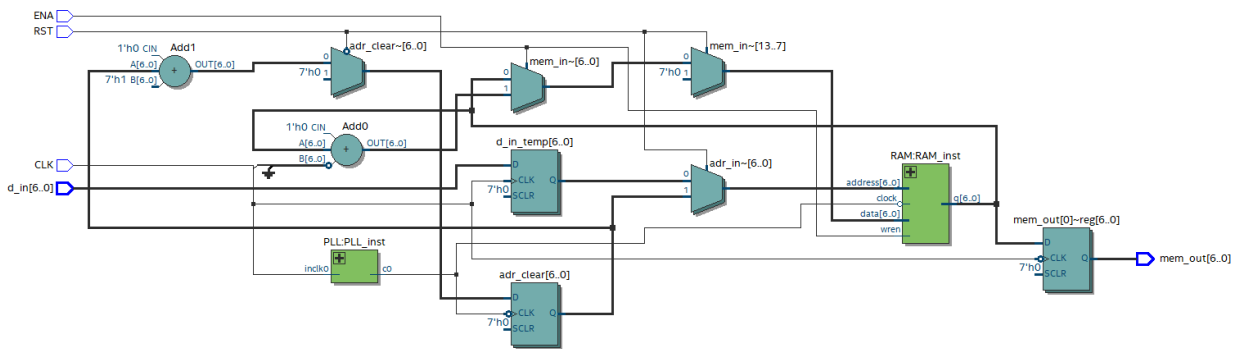 ENA
RST
1'h0 CIN
Add1
A[6..0]
OUT[6..0]
7'h1 B[6..0]
adr_clear~[6..0]
0
7'h0 1
mem_in~[6..0]
0
1
mem_in~[13..7]
0
7'h0 1
1'h0 CIN
Add0
A[6..0]
OUT[6..0]
B[6..0]
CLK
d_in[6..0]
d_in_temp[6..0]
D
Q
CLK
7'h0
SCLR
adr_in~[6..0]
0
1
RAM:RAM_inst
address[6..0]
clock
q[6..0]
data[6..0]
wren
PLL:PLL_inst
inclk0
c0
adr_clear[6..0]
D
Q
CLK
7'h0
SCLR
mem_out[0]~reg[6..0]
D
CLK
Q
7'h0
SCLR
mem_out[6..0]